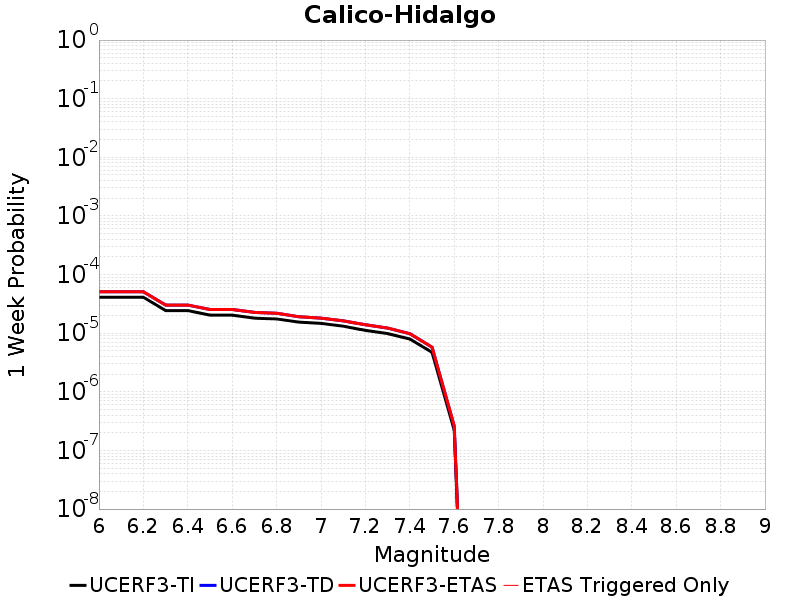 Calico-Hidalgo
1 Week Probability
10^0
10^-1
10^-2
10^-3
10^-4
10^-5
10^-6
10^-7
10^-8
6 6.2 6.4 6.6 6.8 7 7.2 7.4 7.6 7.8 8 8.2 8.4 8.6 8.8 9
Magnitude
UCERF3-TI UCERF3-TD UCERF3-ETAS ETAS Triggered Only